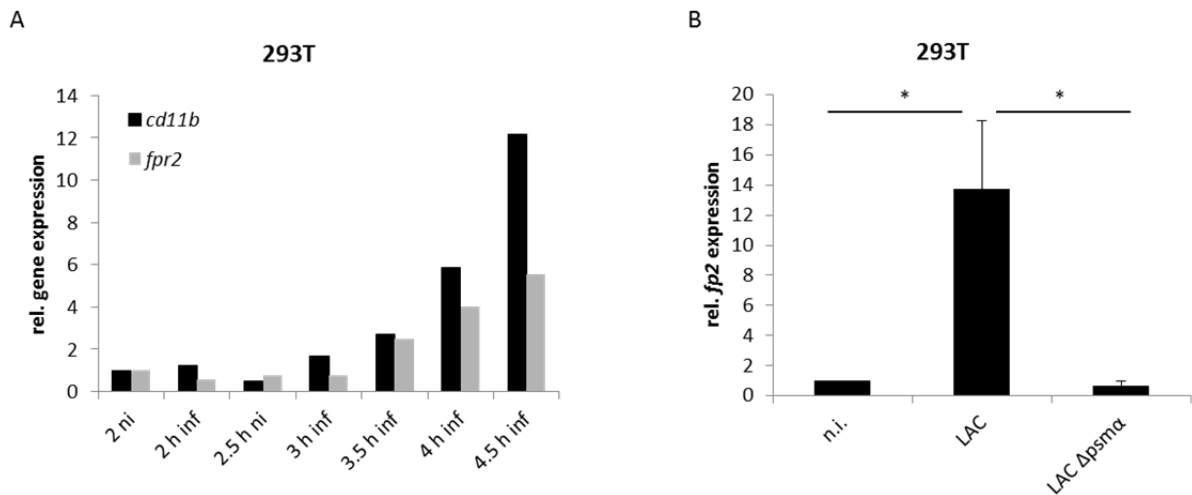 A
293T
rel. gene expression
14
12
10
8
6
4
2
0
cd11b
fpr2
2 ni
2 h inf
2.5 h ni
3 h inf
3.5 h inf
4 h inf
4.5 h inf
B
293T
rel. fp2 expression
20
18
16
14
12
10
8
6
4
2
0
*
*
n.i.
LAC
LAC Δpsmα